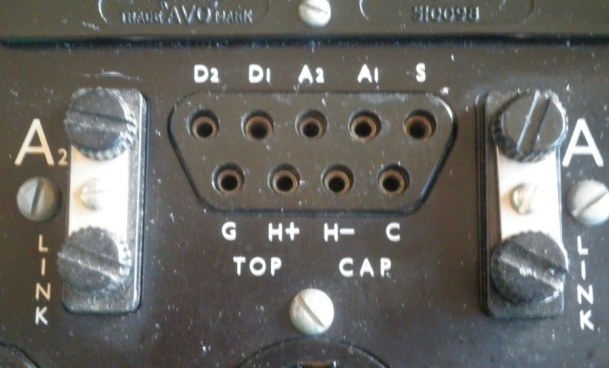 TRADE "AVO" MARK
D2 D1 A2 A1 S
A2
A
G H+ H- C
TOP CAP
LINK
LINK